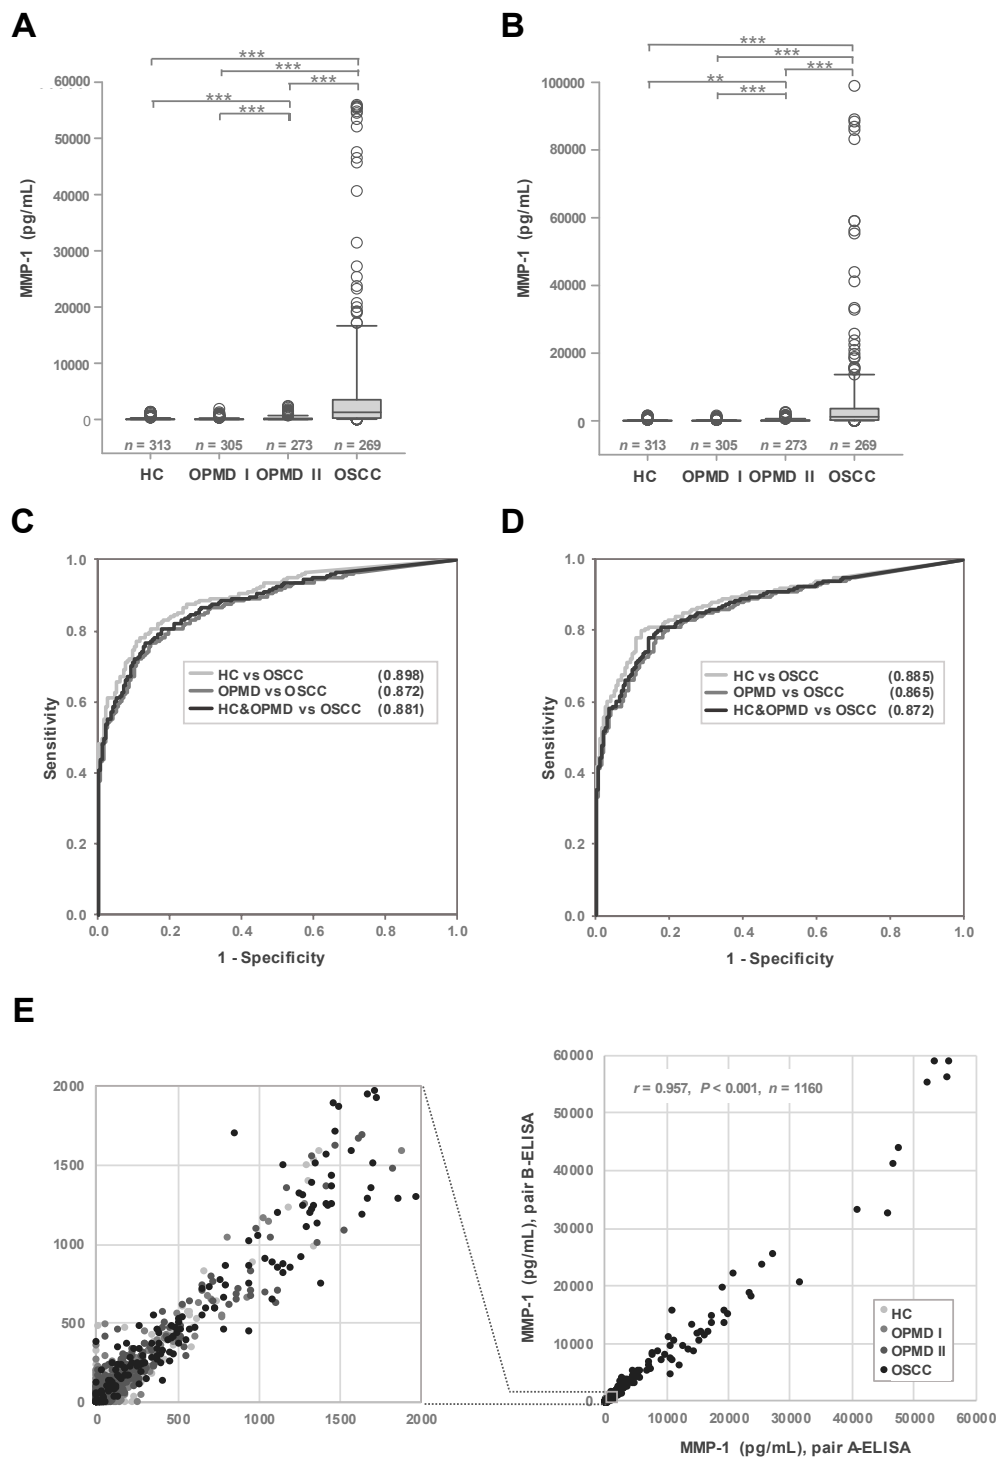 A
***
***
***
***
***
60000
50000
40000
30000
20000
10000
0
MMP-1 (pg/mL)
n = 313
n = 305
n = 273
n = 269
HC
OPMD I
OPMD II
OSCC
B
***
***
***
**
***
100000
80000
60000
40000
20000
0
MMP-1 (pg/mL)
n = 313
n = 305
n = 273
n = 269
HC
OPMD I
OPMD II
OSCC
C
1.0
0.8
0.6
0.4
0.2
0.0
Sensitivity
HC vs OSCC (0.898)
OPMD vs OSCC (0.872)
HC&OPMD vs OSCC (0.881)
0.0 0.2 0.4 0.6 0.8 1.0
1 - Specificity
D
1.0
0.8
0.6
0.4
0.2
0.0
Sensitivity
HC vs OSCC (0.885)
OPMD vs OSCC (0.865)
HC&OPMD vs OSCC (0.872)
0.0 0.2 0.4 0.6 0.8 1.0
1 - Specificity
E
2000
1500
1000
500
0
0 500 1000 1500 2000
60000
50000
40000
30000
20000
10000
0
MMP-1 (pg/mL), pair B-ELISA
r = 0.957, P < 0.001, n = 1160
HC
OPMD I
OPMD II
OSCC
0 10000 20000 30000 40000 50000 60000
MMP-1 (pg/mL), pair A-ELISA